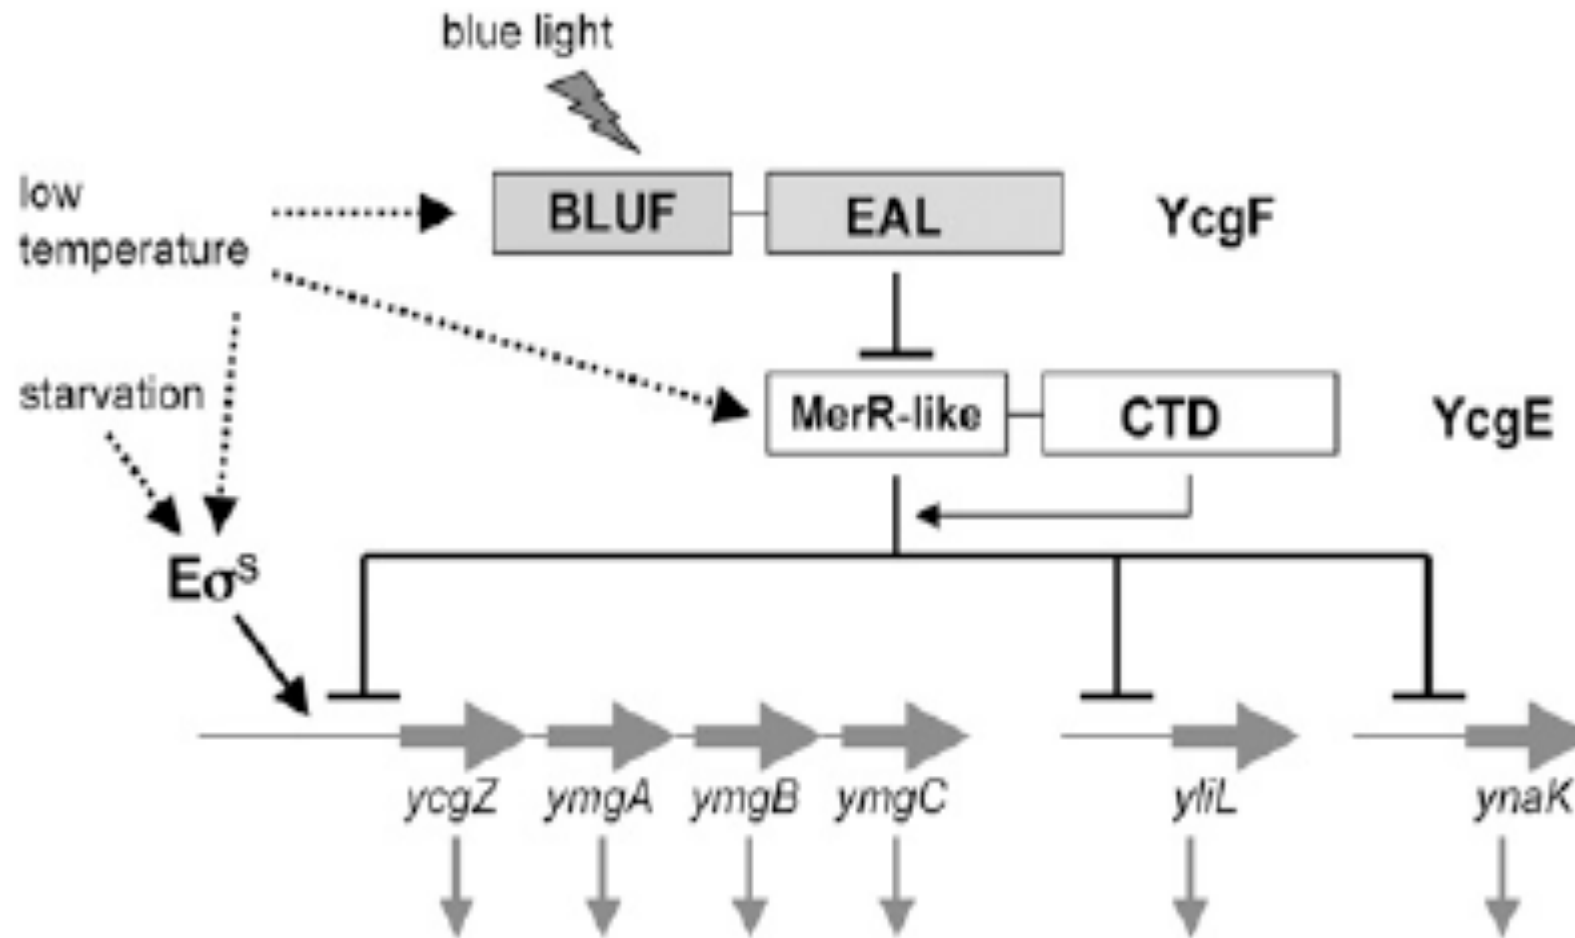 blue light
low
temperature
BLUF
EAL
YcgF
starvation
MerR-like
CTD
YcgE
Eσˢ
ycgZ ymgA ymgB ymgC yliL ynaK